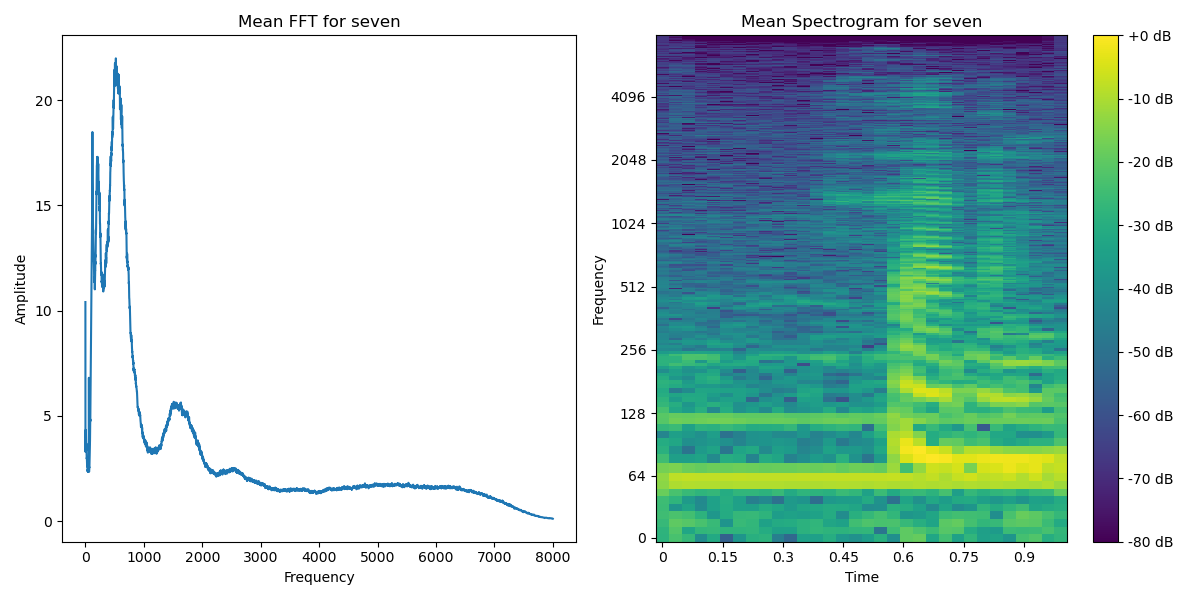 Mean FFT for seven
Amplitude
20
15
10
5
0
0 1000 2000 3000 4000 5000 6000 7000 8000
Frequency
Mean Spectrogram for seven
Frequency
4096
2048
1024
512
256
128
64
0
0 0.15 0.3 0.45 0.6 0.75 0.9
Time
+0 dB
-10 dB
-20 dB
-30 dB
-40 dB
-50 dB
-60 dB
-70 dB
-80 dB